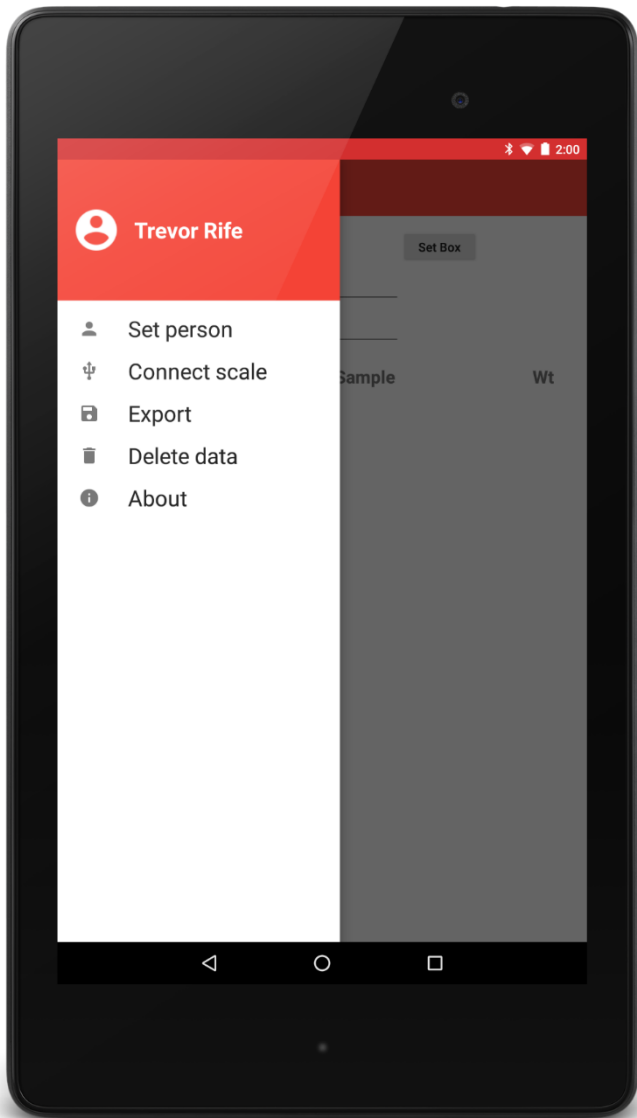 2:00
Trevor Rife
Set Box
Set person
Connect scale
Sample Wt
Export
Delete data
About